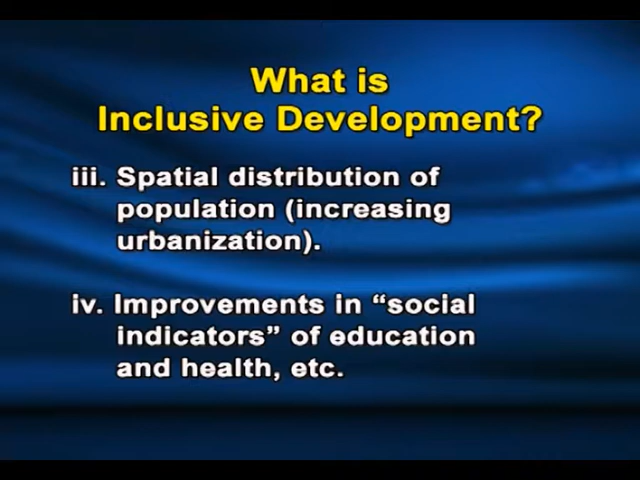 What is
Inclusive Development?
iii. Spatial distribution of
population (increasing
urbanization).
iv. Improvements in “social
indicators” of education
and health, etc.